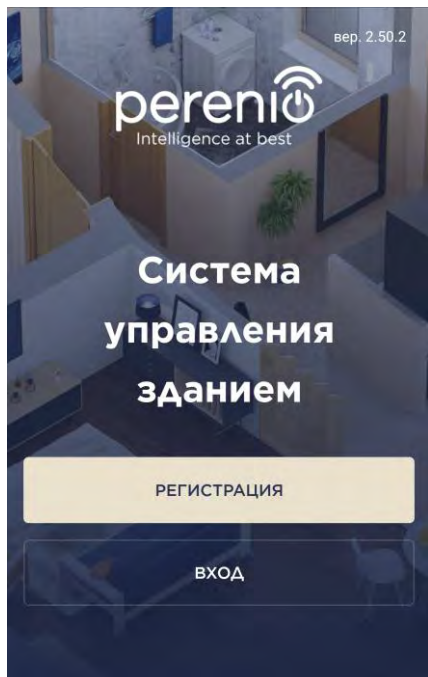 вер. 2.50.2
perenio
Intelligence at best
Система
управления
зданием
РЕГИСТРАЦИЯ
ВХОД